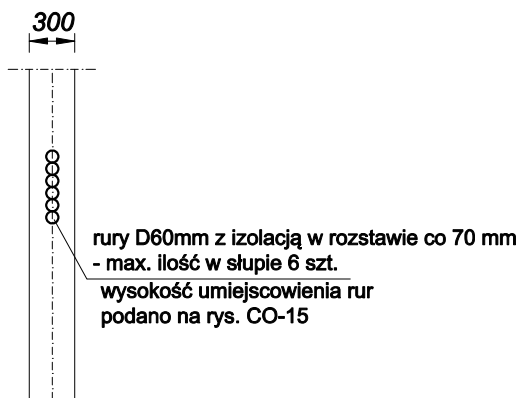 300
rury D60mm z izolacją w rozstawie co 70 mm
- max. ilość w słupie 6 szt.
wysokość umiejscowienia rur
podano na rys. CO-15